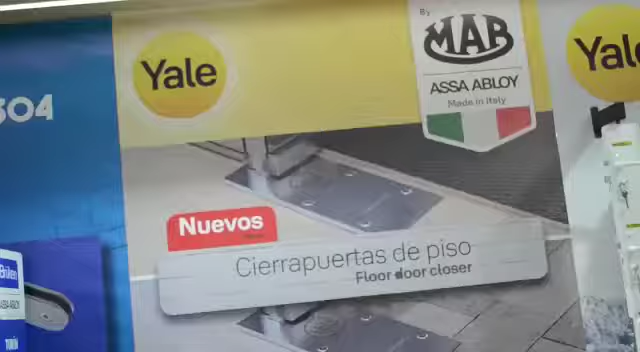 304
Yale
By
MAB
ASSA ABLOY
Made in Italy
Yale
Nuevos
Cierrapuertas de piso
Floor door closer